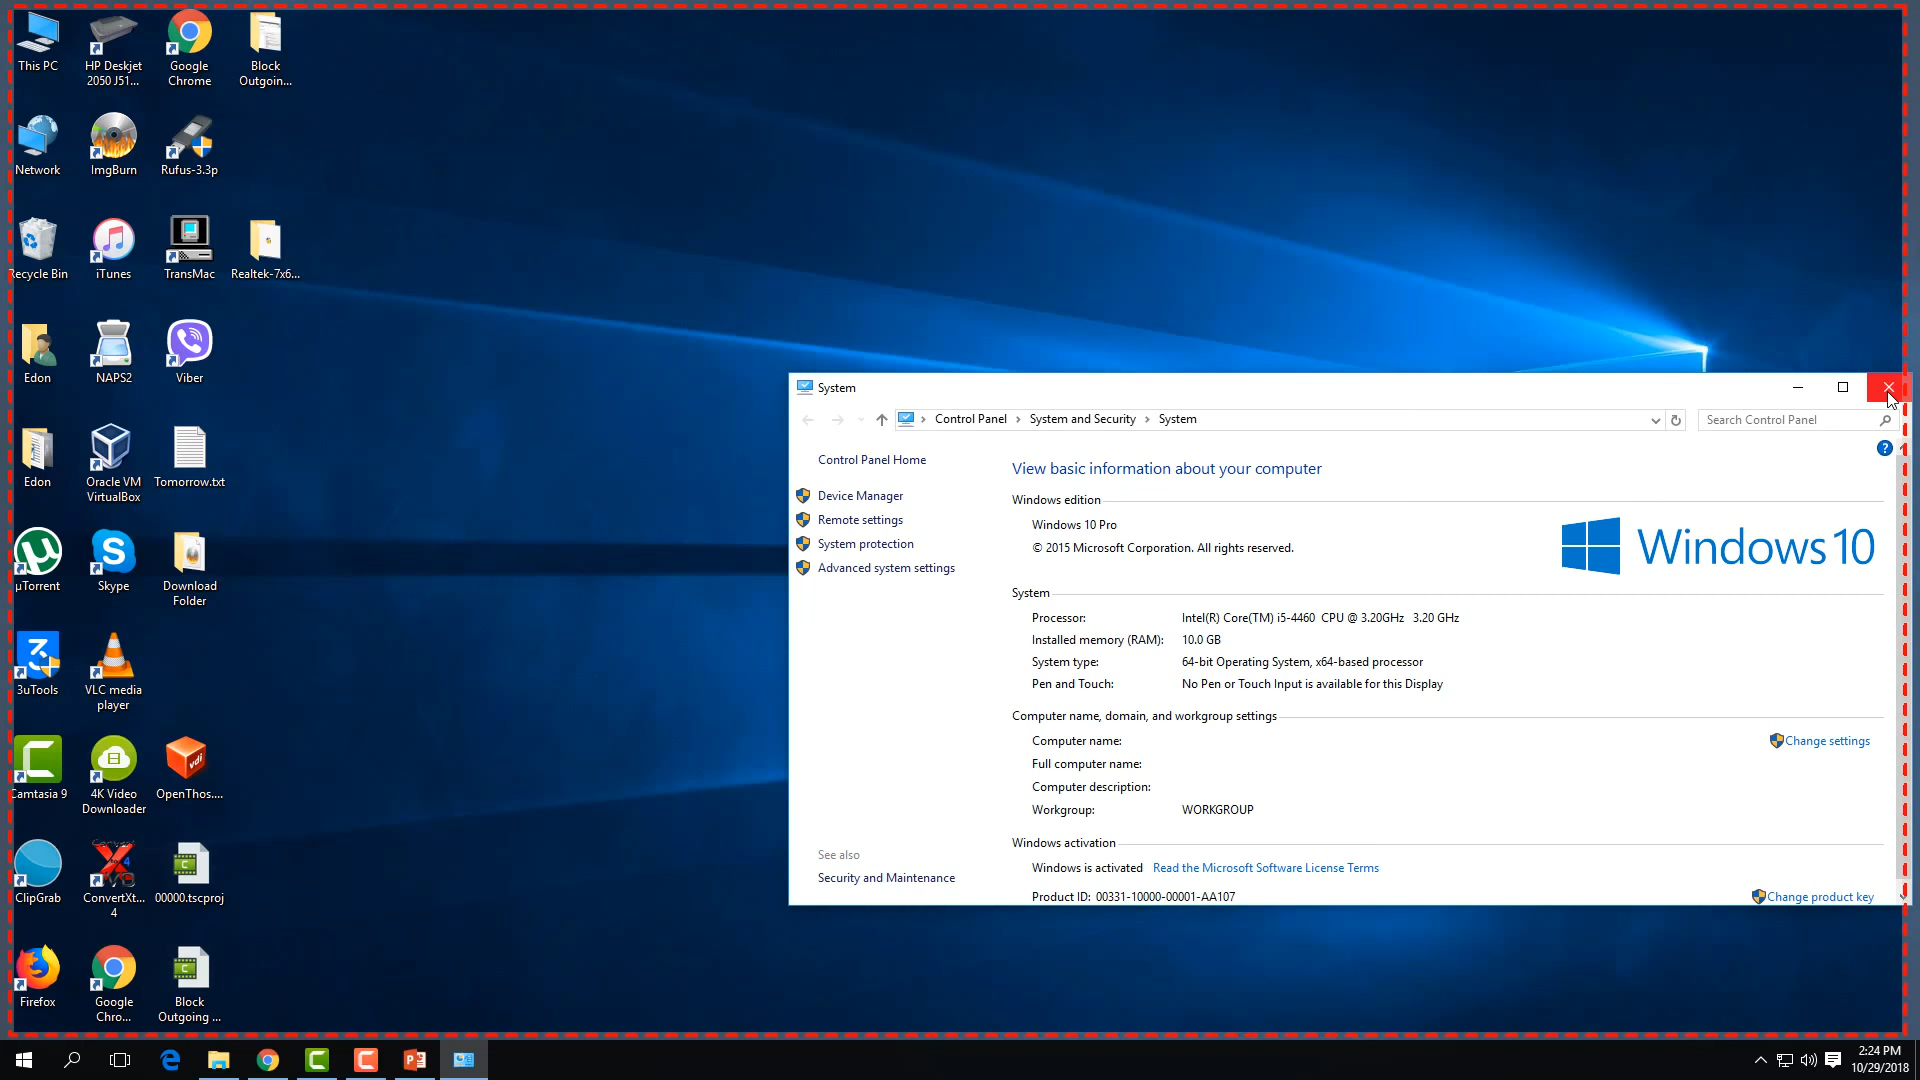 This PC
HP Deskjet
2050 J51...
Google
Chrome
Block
Outgoin...
Network
ImgBurn
Rufus-3.3p
Recycle Bin
iTunes
TransMac
Realtek-7x6...
Edon
NAPS2
Viber
Edon
Oracle VM
VirtualBox
Tomorrow.txt
µTorrent
Skype
Download
Folder
3uTools
VLC media
player
Camtasia 9
4K Video
Downloader
vdi
OpenThos....
ClipGrab
ConvertXt...
4
00000.tscproj
Firefox
Google
Chro...
Block
Outgoing ...
System
Control Panel > System and Security > System
Search Control Panel
Control Panel Home
Device Manager
Remote settings
System protection
Advanced system settings
See also
Security and Maintenance
View basic information about your computer
Windows edition
Windows 10 Pro
© 2015 Microsoft Corporation. All rights reserved.
Windows 10
System
Processor: Intel(R) Core(TM) i5-4460 CPU @ 3.20GHz 3.20 GHz
Installed memory (RAM): 10.0 GB
System type: 64-bit Operating System, x64-based processor
Pen and Touch: No Pen or Touch Input is available for this Display
Computer name, domain, and workgroup settings
Computer name:
Change settings
Full computer name:
Computer description:
Workgroup: WORKGROUP
Windows activation
Windows is activated Read the Microsoft Software License Terms
Product ID: 00331-10000-00001-AA107
Change product key
2:24 PM
10/29/2018